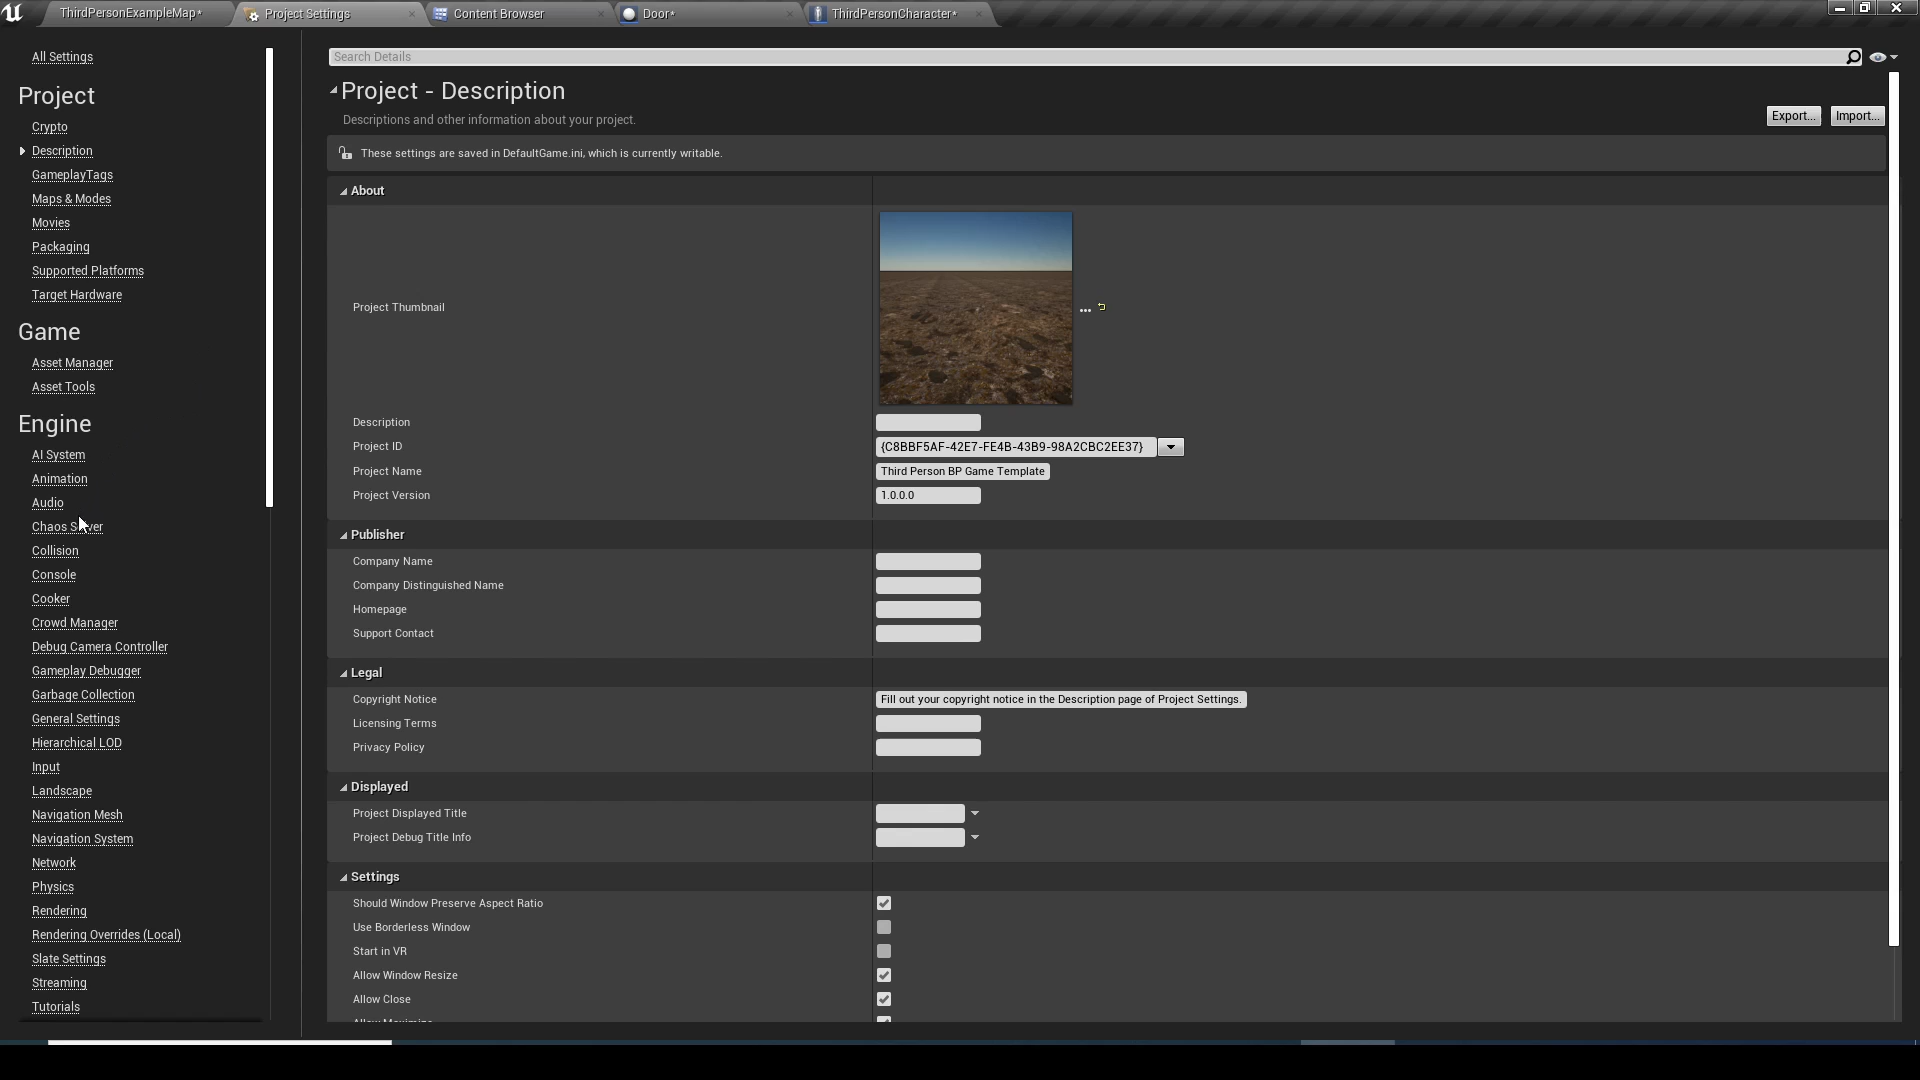 ThirdPersonExampleMap*
Project Settings
Content Browser
Door*
ThirdPersonCharacter*
All Settings
Project
Crypto
Description
GameplayTags
Maps & Modes
Movies
Packaging
Supported Platforms
Target Hardware
Game
Asset Manager
Asset Tools
Engine
AI System
Animation
Audio
Chaos S
ver
Collision
Console
Cooker
Crowd Manager
Debug Camera Controller
Gameplay Debugger
Garbage Collection
General Settings
Hierarchical LOD
Input
Landscape
Navigation Mesh
Navigation System
Network
Physics
Rendering
Rendering Overrides (Local)
Slate Settings
Streaming
Tutorials
Search Details
Project - Description
Descriptions and other information about your project.
Export...
Import...
These settings are saved in DefaultGame.ini, which is currently writable.
About
Project Thumbnail
Description
Project ID
{C8BBF5AF-42E7-FE4B-43B9-98A2CBC2EE37}
Project Name
Third Person BP Game Template
Project Version
1.0.0.0
Publisher
Company Name
Company Distinguished Name
Homepage
Support Contact
Legal
Copyright Notice
Fill out your copyright notice in the Description page of Project Settings.
Licensing Terms
Privacy Policy
Displayed
Project Displayed Title
Project Debug Title Info
Settings
Should Window Preserve Aspect Ratio
Use Borderless Window
Start in VR
Allow Window Resize
Allow Close